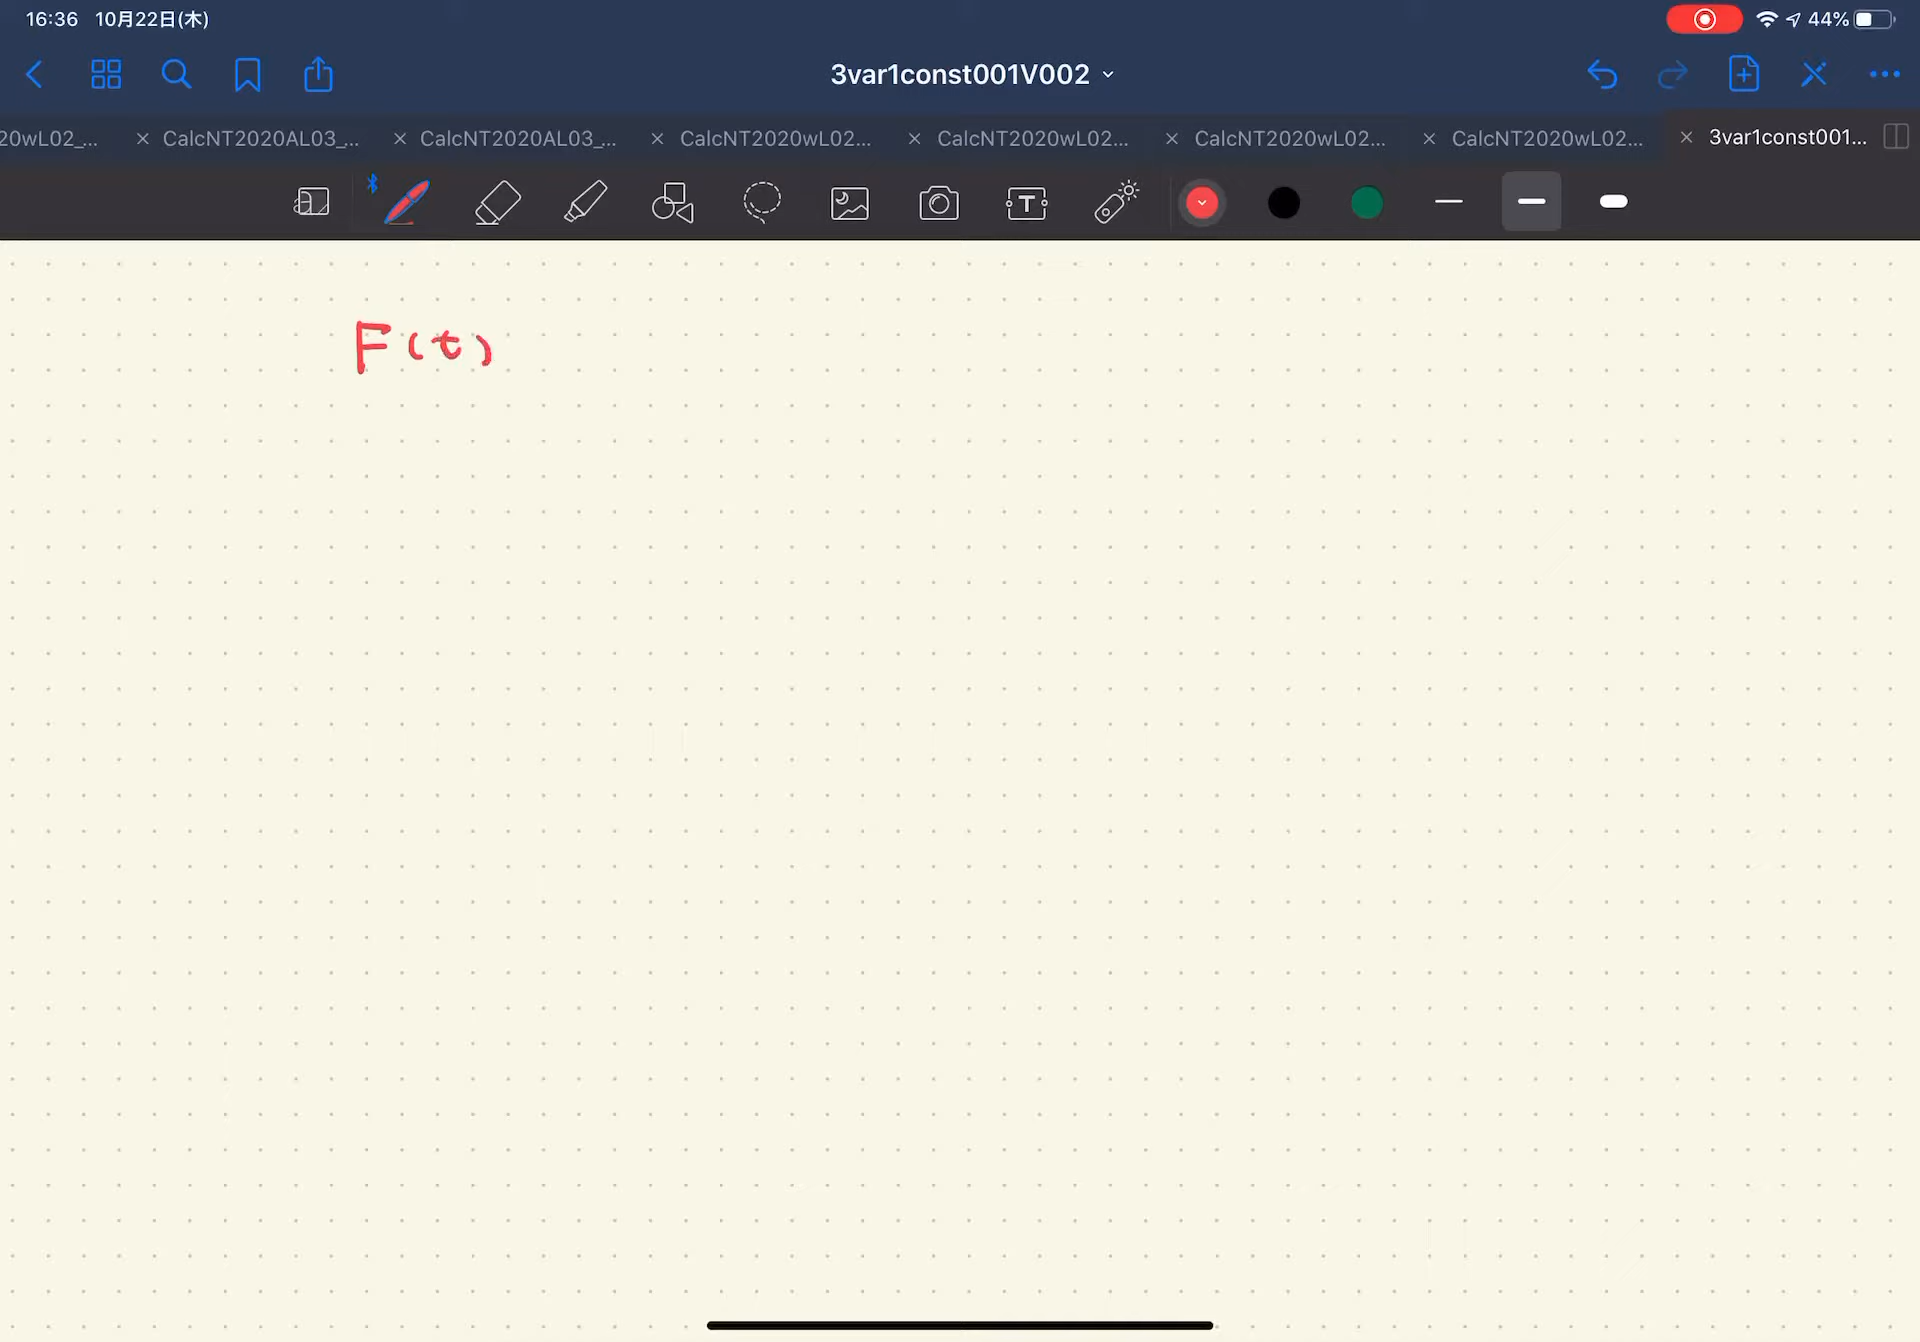 16:36 10月22日(木) 44%
3var1const001V002
20wL02_... CalcNT2020AL03_... CalcNT2020AL03_... CalcNT2020wL02... CalcNT2020wL02... CalcNT2020wL02... CalcNT2020wL02... 3var1const001...
T
F(t)